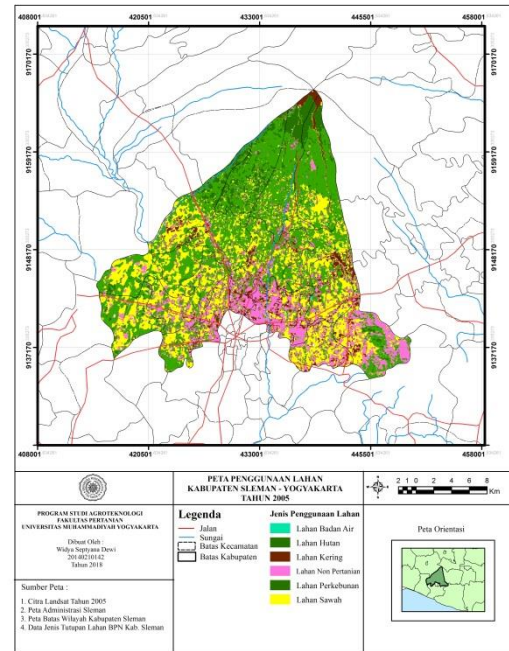 408001 420501 433001 445501 458001
9170170 9170170
9159170 9159170
9148170 9148170
9137170 9137170
408001 420501 433001 445501 458001
PROGRAM STUDI AGROTEKNOLOGI
FAKULTAS PERTANIAN
UNIVERSITAS MUHAMMADIYAH YOGYAKARTA
Dibuat Oleh :
Widya Septyana Dewi
20140210142
Tahun 2018
Sumber Peta :
1. Citra Landsat Tahun 2005
2. Peta Administrasi Sleman
3. Peta Batas Wilayah Kabupaten Sleman
4. Data Jenis Tutupan Lahan BPN Kab. Sleman
PETA PENGGUNAAN LAHAN
KABUPATEN SLEMAN - YOGYAKARTA
TAHUN 2005
Legenda
Jalan
Sungai
Batas Kecamatan
Batas Kabupaten
Jenis Penggunaan Lahan
Lahan Badan Air
Lahan Hutan
Lahan Kering
Lahan Non Pertanian
Lahan Perkebunan
Lahan Sawah
2 1 0 2 4 6 8
Km
Peta Orientasi